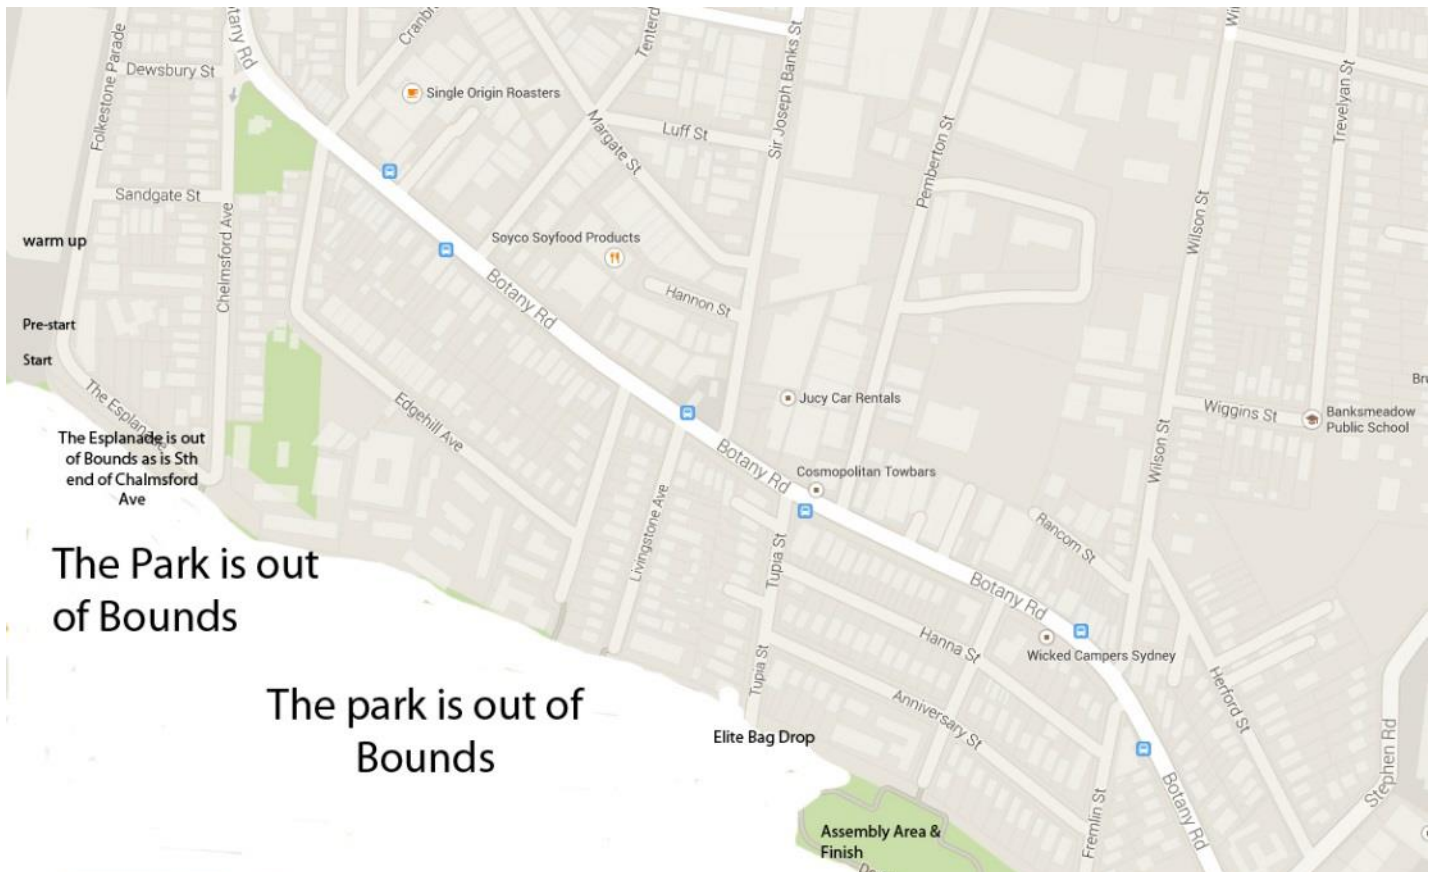 Botany Rd
Folkestone Parade
Dewsbury St
Single Origin Roasters
Margate St
Luff St
Sir Joseph Banks St
Pemberton St
Trevelyan St
Sandgate St
Chelmsford Ave
Wilson St
warm up
Soyco Soyfood Products
Botany Rd
Hannon St
Pre-start
Start
The Esplanade
Edgehill Ave
Jucy Car Rentals
Wiggins St
Banksmeadow
Public School
The Esplanade is out
of Bounds as is Sth
end of Chalmsford
Ave
Botany Rd
Cosmopolitan Towbars
Wilson St
Livingstone Ave
Tupia St
Rancom St
The Park is out
of Bounds
Botany Rd
Hanna St
Wicked Campers Sydney
Tupia St
Herford St
The park is out of
Bounds
Anniversary St
Elite Bag Drop
Stephen Rd
Botany Rd
Fremlin St
Assembly Area &
Finish